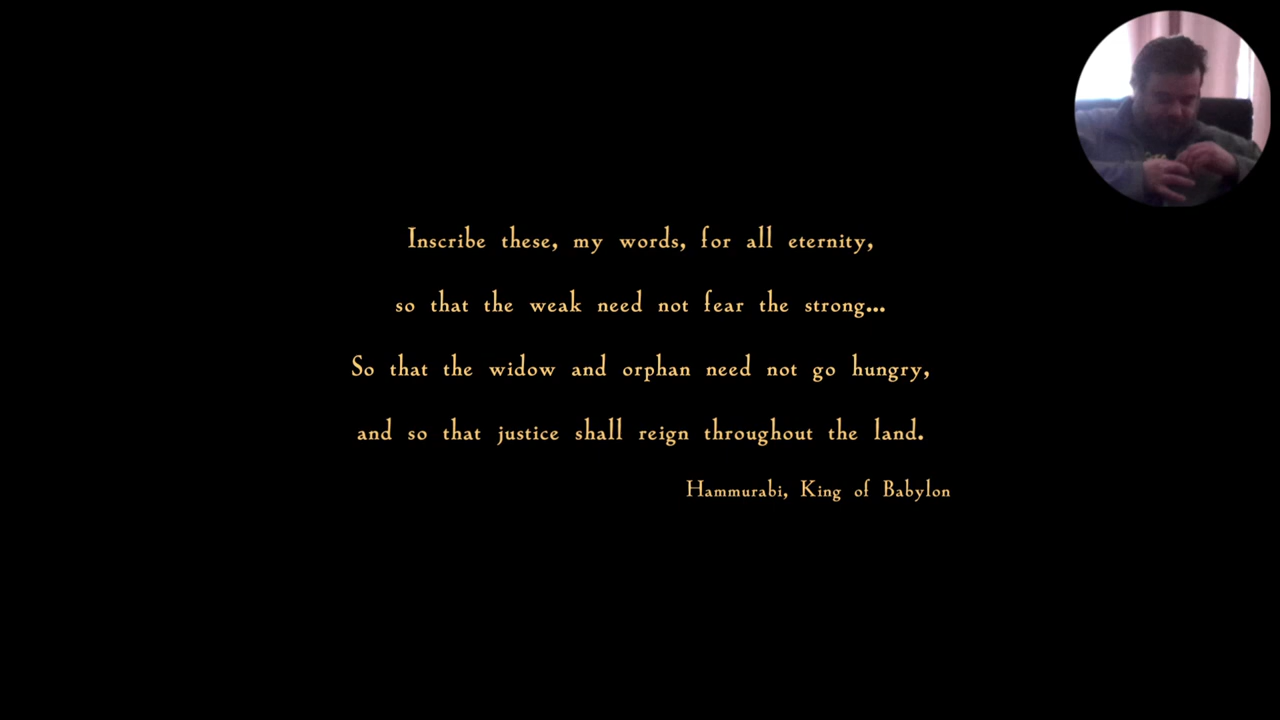 Inscribe these, my words, for all eternity,
so that the weak need not fear the strong...
So that the widow and orphan need not go hungry,
and so that justice shall reign throughout the land.
Hammurabi, King of Babylon